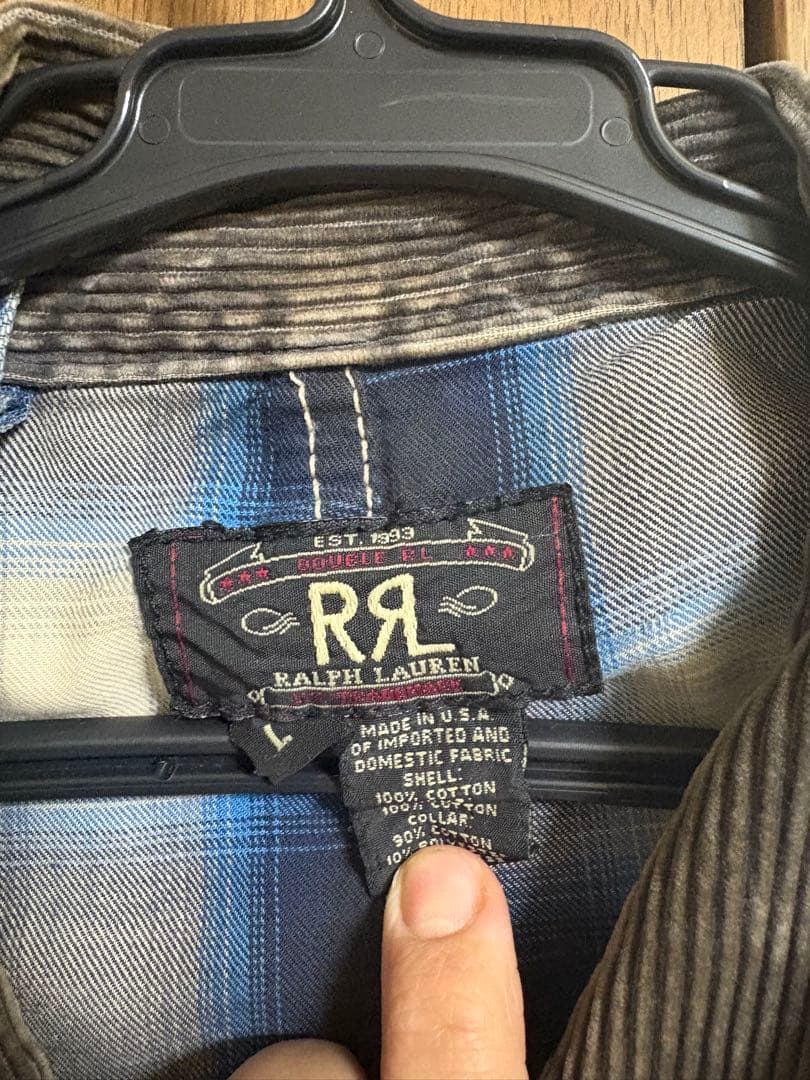 EST. 1993
DOUBLE RL
RRL
RALPH LAUREN
L
MADE IN U.S.A.
OF IMPORTED AND
DOMESTIC FABRIC
SHELL:
100% COTTON
100% COTTON
COLLAR:
90% COTTON
10%